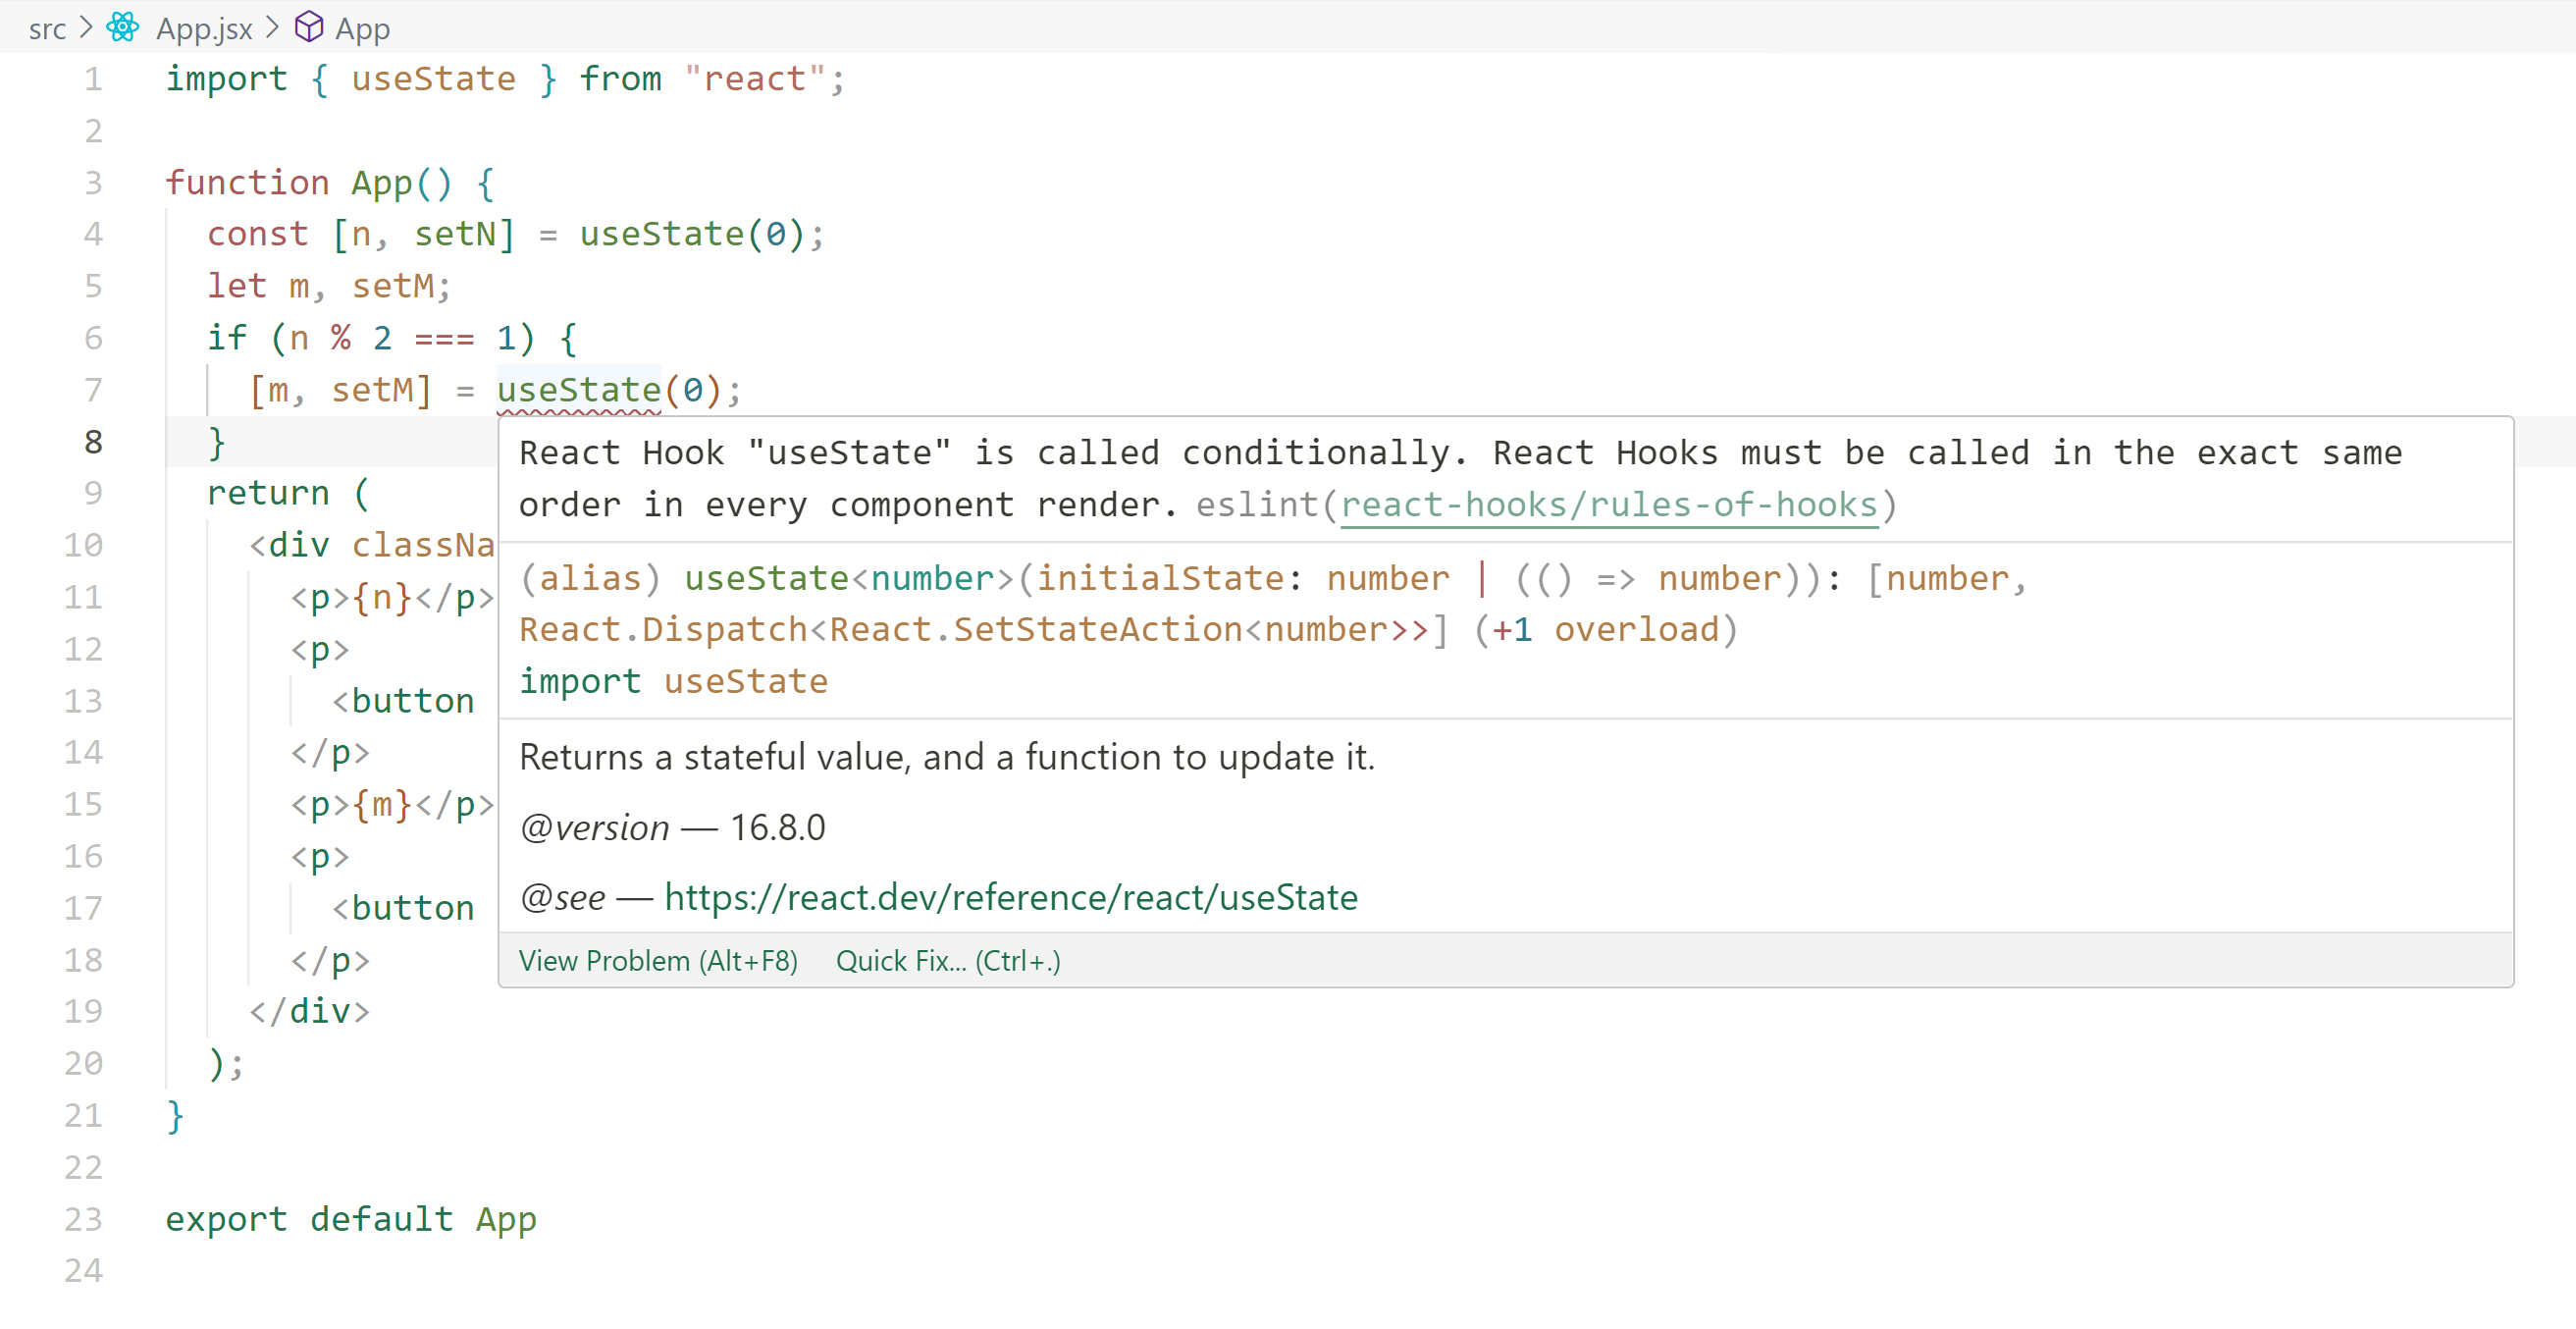 src > App.jsx > App
1 import { useState } from "react";
2
3 function App() {
4 const [n, setN] = useState(0);
5 let m, setM;
6 if (n % 2 === 1) {
7 [m, setM] = useState(0);
8 }
9 return (
10 <div classNa
11 <p>{n}</p>
12 <p>
13 <button
14 </p>
15 <p>{m}</p>
16 <p>
17 <button
18 </p>
19 </div>
20 );
21 }
22
23 export default App
24
React Hook "useState" is called conditionally. React Hooks must be called in the exact same
order in every component render. eslint(react-hooks/rules-of-hooks)
(alias) useState<number>(initialState: number | (() => number)): [number,
React.Dispatch<React.SetStateAction<number>>] (+1 overload)
import useState
Returns a stateful value, and a function to update it.
@version — 16.8.0
@see — https://react.dev/reference/react/useState
View Problem (Alt+F8) Quick Fix... (Ctrl+.)